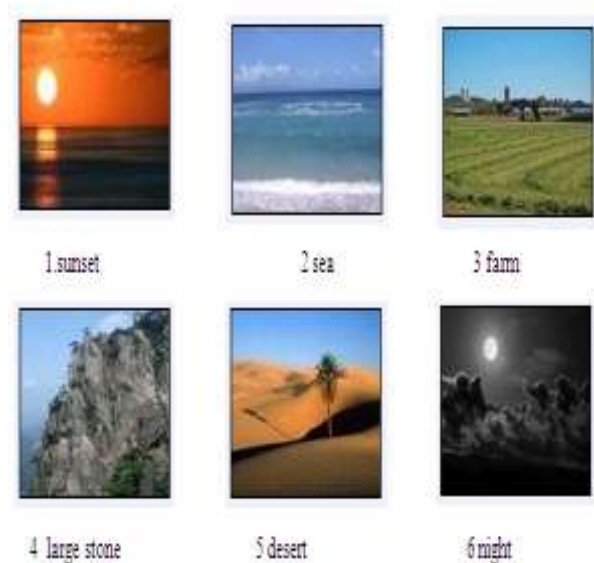 1.sunset
2 sea
3 farm
4 large stone
5 desert
6 night